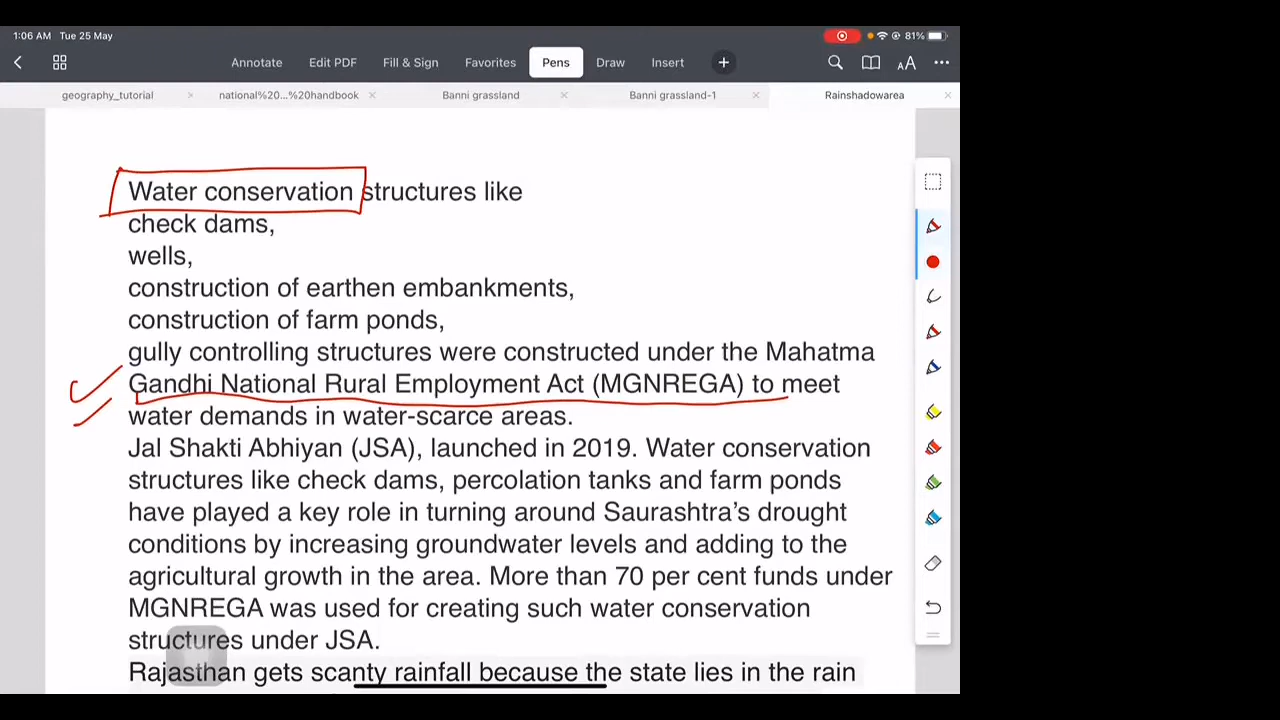 1:06 AM Tue 25 May 81%
Annotate Edit PDF Fill & Sign Favorites Pens Draw Insert + AA
geography_tutorial national%20...%20handbook Banni grassland Banni grassland-1 Rainshadowarea
Water conservation structures like
check dams,
wells,
construction of earthen embankments,
construction of farm ponds,
gully controlling structures were constructed under the Mahatma
Gandhi National Rural Employment Act (MGNREGA) to meet
water demands in water-scarce areas.
Jal Shakti Abhiyan (JSA), launched in 2019. Water conservation
structures like check dams, percolation tanks and farm ponds
have played a key role in turning around Saurashtra’s drought
conditions by increasing groundwater levels and adding to the
agricultural growth in the area. More than 70 per cent funds under
MGNREGA was used for creating such water conservation
structures under JSA.
Rajasthan gets scanty rainfall because the state lies in the rain